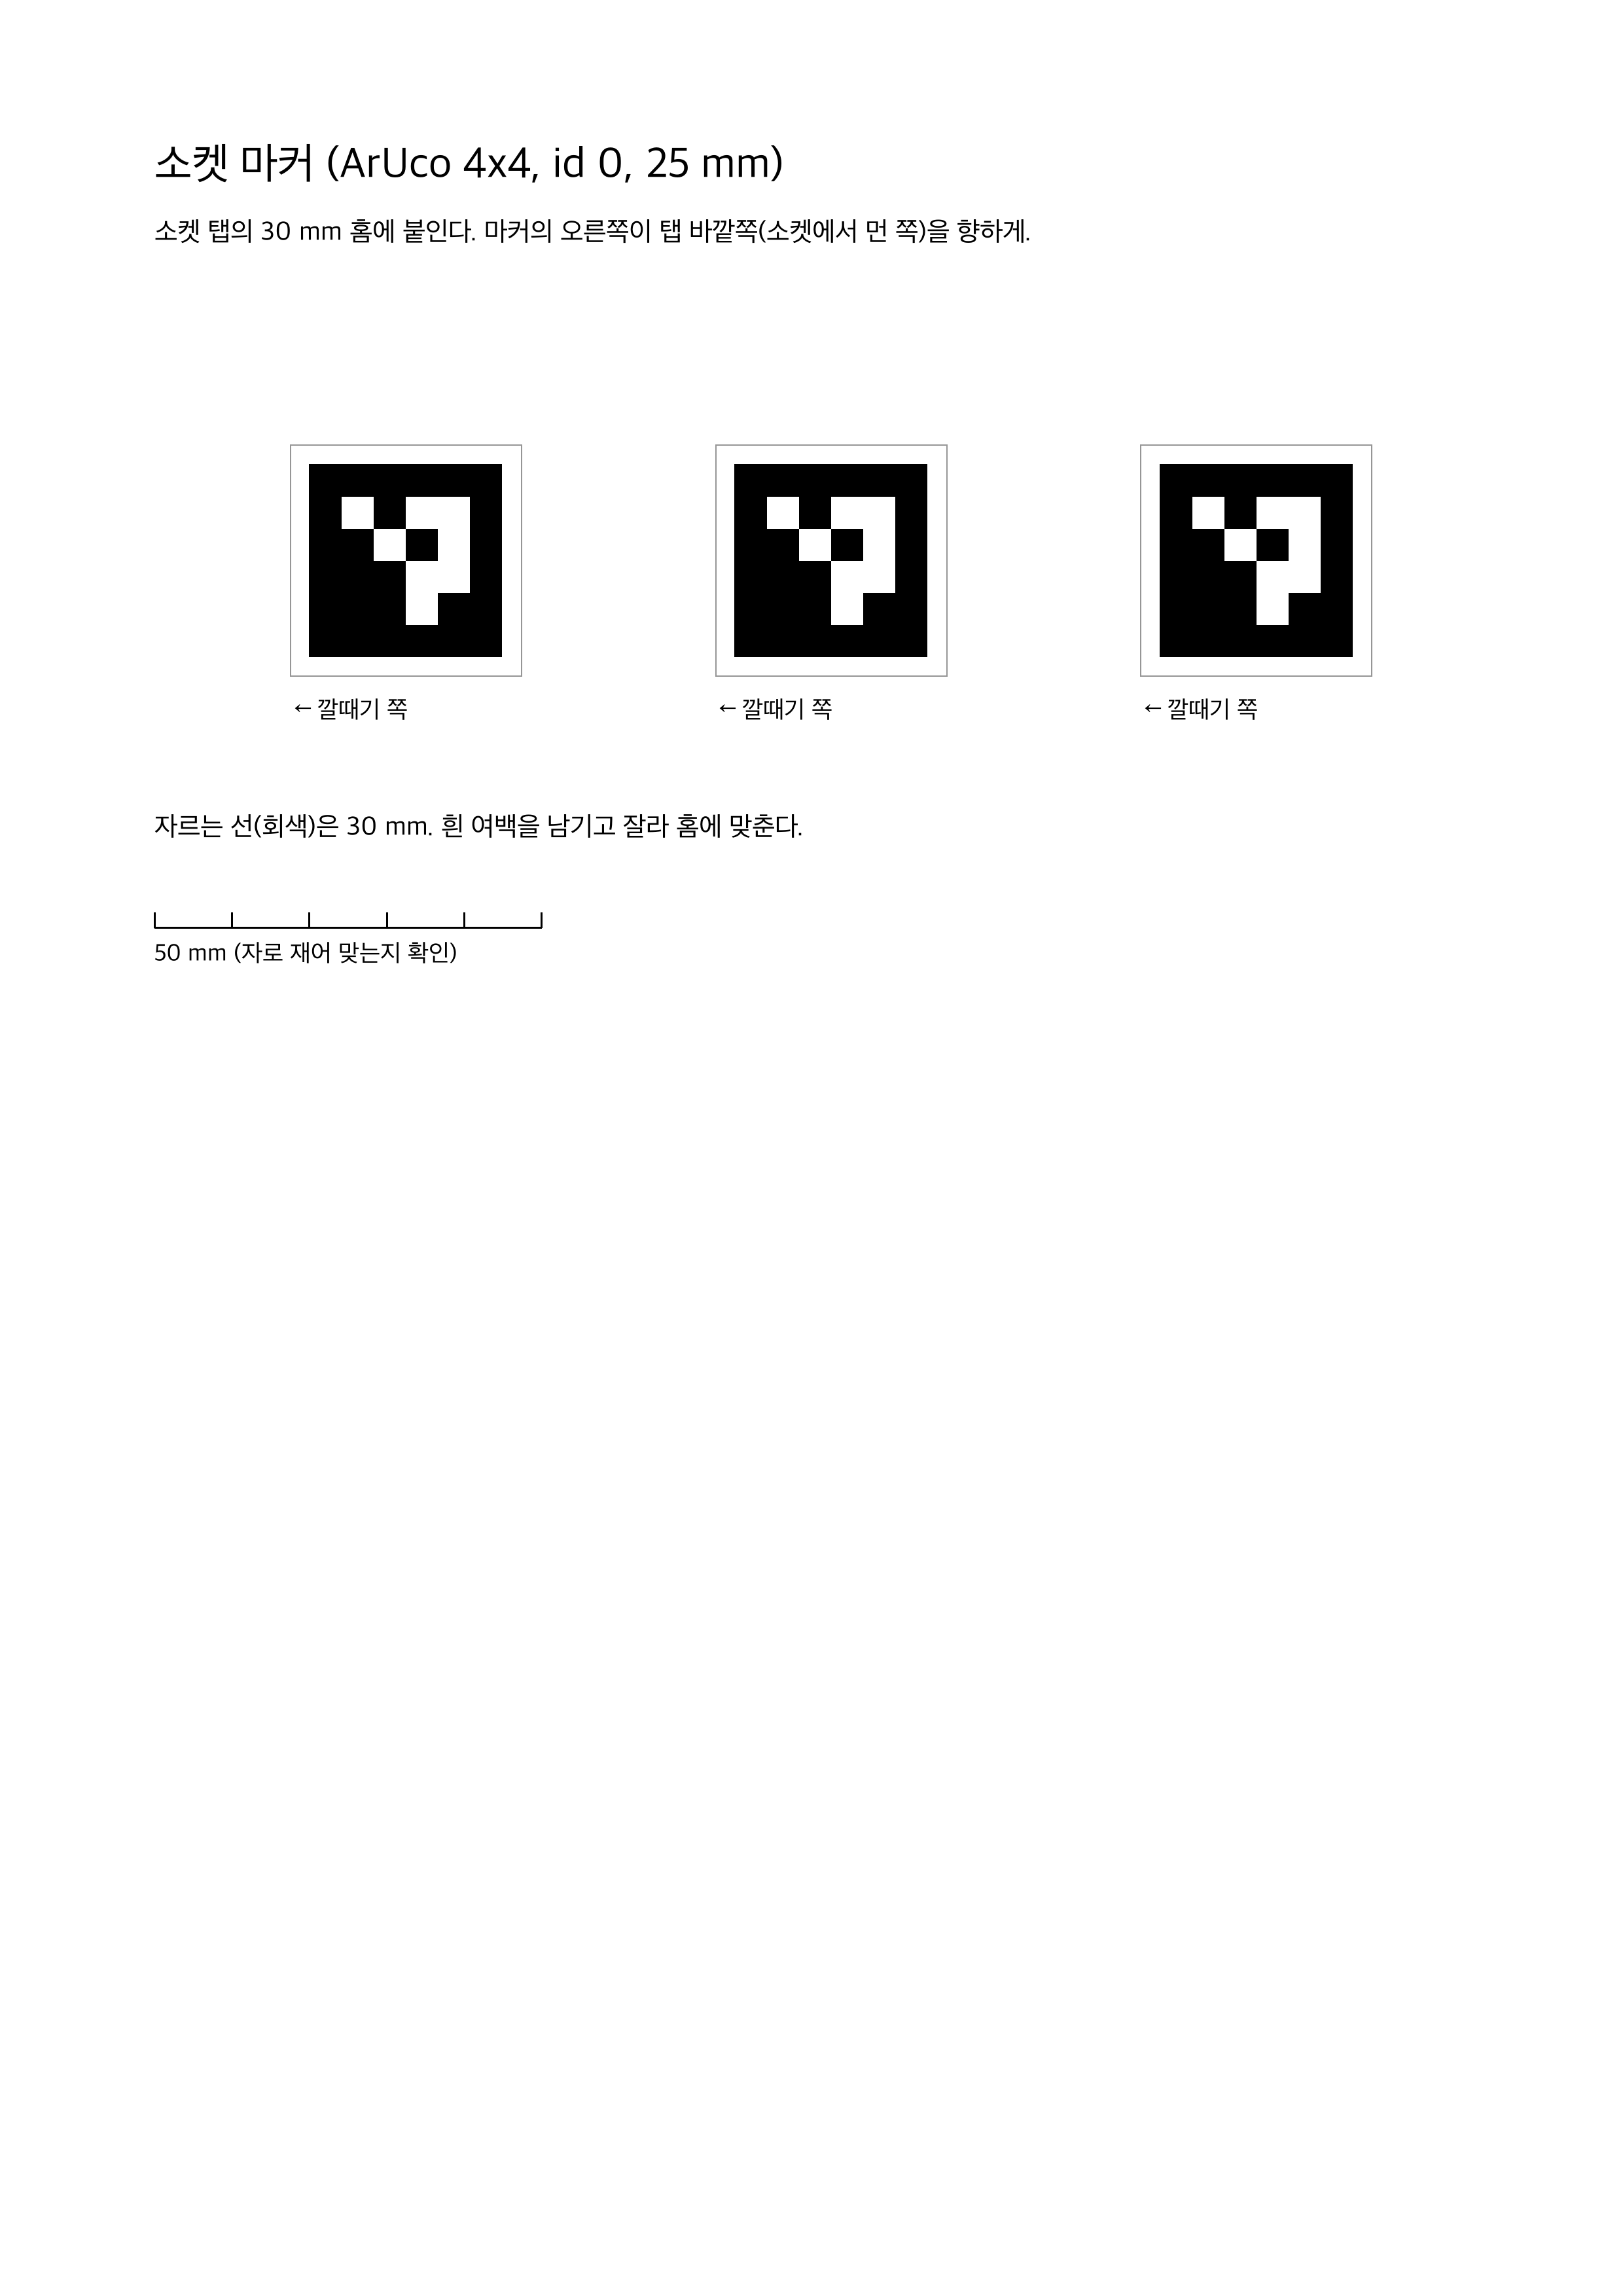 소켓 마커 (ArUco 4x4, id 0, 25 mm)
소켓 탭의 30 mm 홈에 붙인다. 마커의 오른쪽이 탭 바깥쪽(소켓에서 먼 쪽)을 향하게.
← 깔때기 쪽
← 깔때기 쪽
← 깔때기 쪽
자르는 선(회색)은 30 mm. 흰 여백을 남기고 잘라 홈에 맞춘다.
50 mm (자로 재어 맞는지 확인)